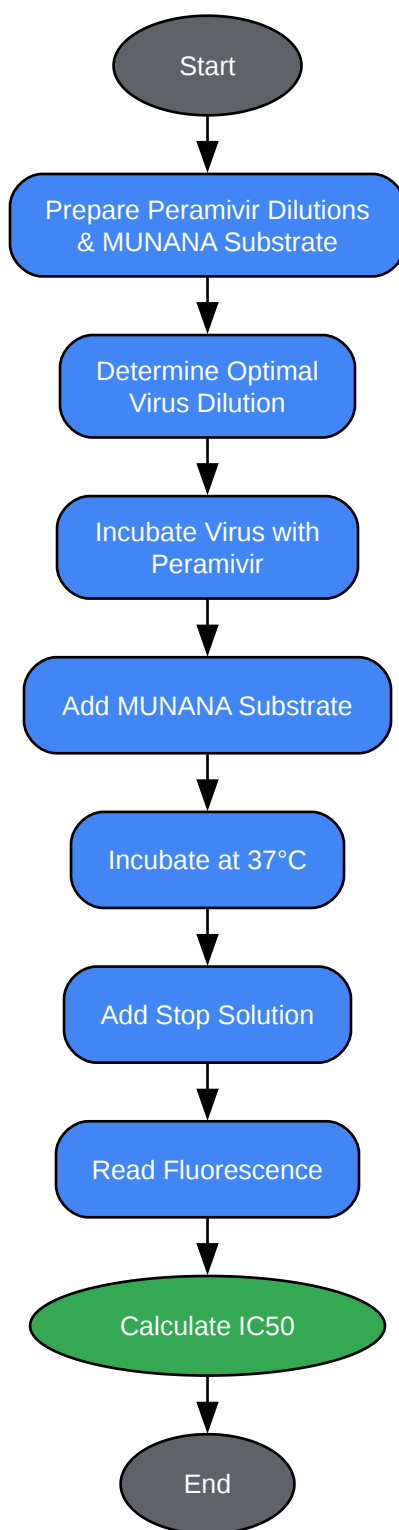 Start
Prepare Peramivir Dilutions
& MUNANA Substrate
Determine Optimal
Virus Dilution
Incubate Virus with
Peramivir
Add MUNANA Substrate
Incubate at 37°C
Add Stop Solution
Read Fluorescence
Calculate IC50
End